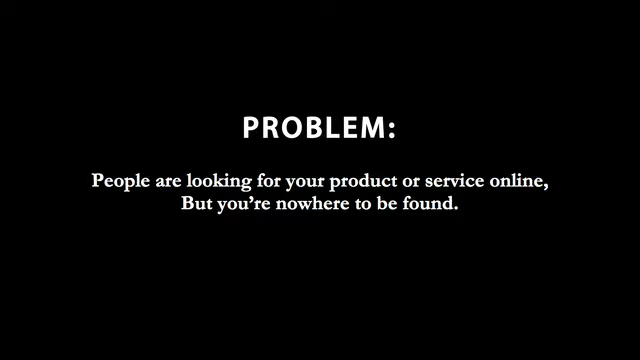 PROBLEM:
People are looking for your product or service online,
But you’re nowhere to be found.